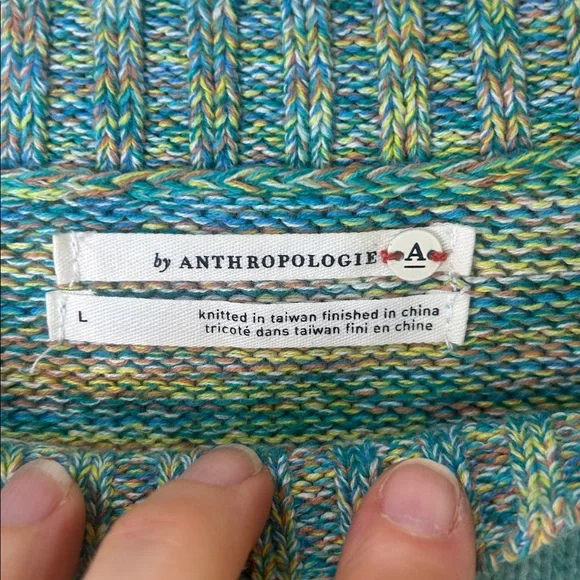 by ANTHROPOLOGIE A
L
knitted in taiwan finished in china
tricoté dans taiwan fini en chine